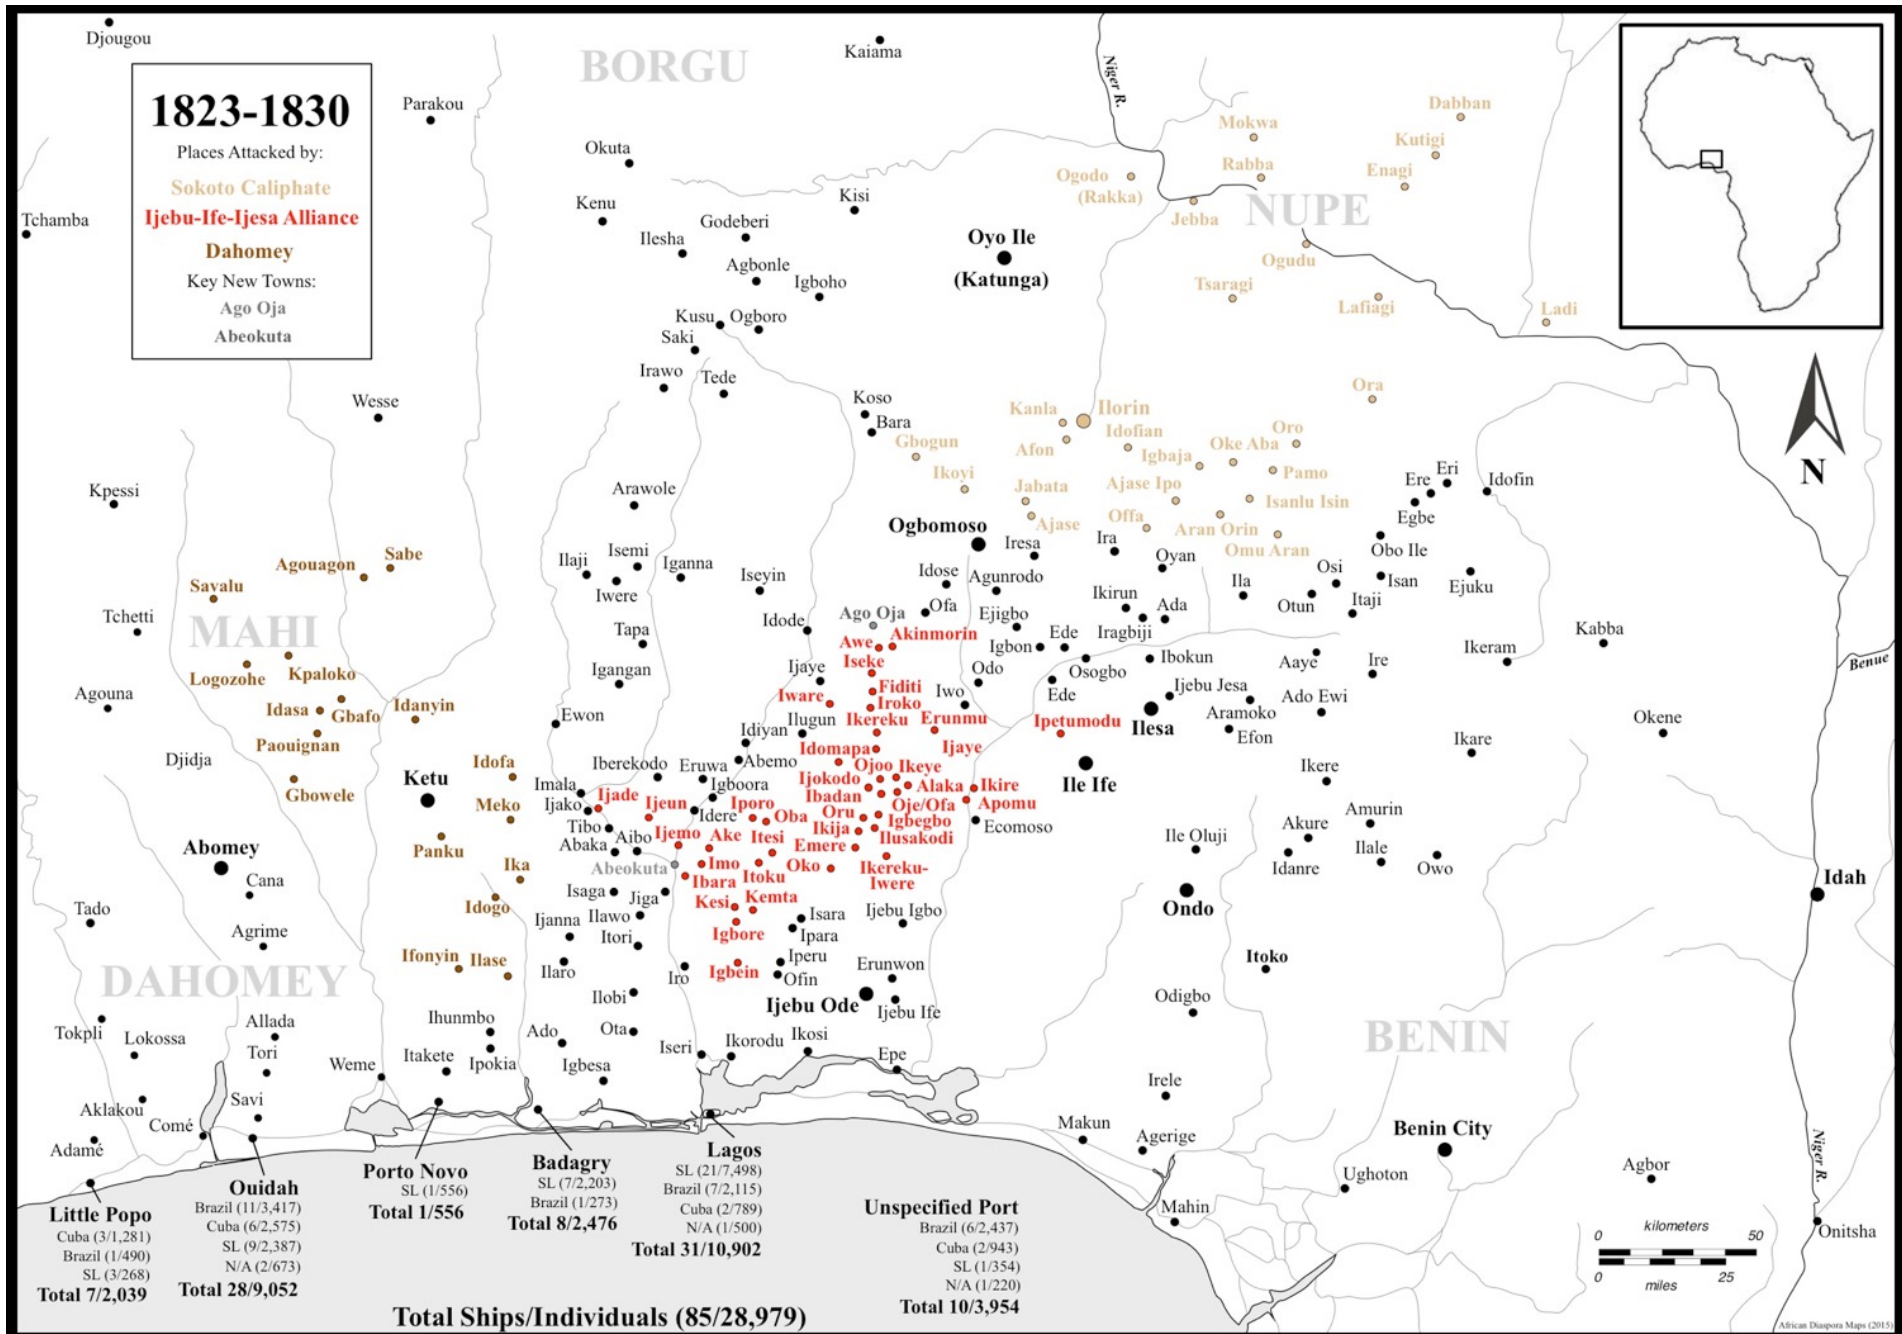 Djougou
BORGU
Kaiama
1823-1830
Places Attacked by:
Sokoto Caliphate
Ijebu-Ife-Ijesa Alliance
Dahomey
Key New Towns:
Ago Oja
Abeokuta
Parakou
Niger R.
Dabban
Mokwa
Kutigi
Okuta
Rabba
Enagi
Ogodo
(Rakka)
Kisi
Kenu
Tchamba
Godeberi
Jebba
NUPE
Ilesha
Oyo Ile
(Katunga)
Ogudu
Agbonle
Igboho
Tsaragi
Lafiagi
Ladi
Kusu
Ogboro
Saki
Irawo
Tede
Wesse
Koso
Bara
Ora
Kanla
Ilorin
Gbogun
Afon
Idofian
Oro
Oke Aba
Igbaja
Ikoyi
Pamo
N
Eri
Ere
Idofin
Kpessi
Arawole
Jabata
Ajase Ipo
Isanlu Isin
Ajase
Offa
Aran Orin
Egbe
Ogbomoso
Omu Aran
Iresa
Ira
Obo Ile
Sabe
Agouagon
Ilaji
Isemi
Iganna
Iseyin
Oyan
Iwere
Idose
Agunrodo
Ila
Osi
Isan
Ejuku
Savalu
Otun
Itaji
Ago Oja
Ofa
Ejigbo
Ikirun
Ada
Tchetti
MAHI
Tapa
Idode
Awe
Akinmorin
Igbon
Ede
Iragbiji
Kabba
Iseke
Ikeram
Logozohe
Kpaloko
Igangan
Ijaye
Odo
Osogbo
Ibokun
Aaye
Ire
Benue
Agouna
Iware
Fiditi
Iroko
Iwo
Ede
Ijebu Jesa
Ado Ewi
Idasa
Gbafo
Idanyin
Ewon
Ilugun
Ikereku
Erunmu
Ipetumodu
Ilesa
Aramoko
Efon
Okene
Paouignan
Idiyan
Idomapa
Ijaye
Ikare
Djidja
Idofa
Iberekodo
Eruwa
Abemo
Ojoo
Ikeye
Ile Ife
Ikere
Gbowele
Ketu
Imala
Igboora
Ijokodo
Alaka
Ikire
Ijako
Ijade
Ijeun
Idere
Iporo
Oba
Ibadan
Oje/Ofa
Apomu
Meko
Tibo
Oru
Igbegbo
Ecomoso
Amurin
Panku
Aibo
Ijemo
Ake
Itesi
Ikija
Ilusakodi
Ile Oluji
Akure
Abaka
Emere
Ilale
Abomey
Ika
Abeokuta
Imo
Itoku
Oko
Ikereku-
Iwere
Idanre
Owo
Cana
Ibara
Isaga
Jiga
Kesi
Kemta
Idah
Idogo
Tado
Ijanna
Ilawo
Isara
Ijebu Igbo
Ondo
Agrime
Itori
Igbore
Ipara
Ifonyin
Ilase
Ilaro
Iro
Igbein
Iperu
Ofin
Erunwon
Itoko
DAHOMEY
Ilobi
Ijebu Ode
Ijebu Ife
Odigbo
Tokpli
Allada
Ihunmbo
Ado
Ota
BENIN
Lokossa
Tori
Itakete
Ipokia
Iseri
Ikorodu
Ikosi
Weme
Igbesa
Epe
Savi
Irele
Aklakou
Comé
Makun
Agerige
Benin City
Adamé
Niger R.
Ughoton
Agbor
Mahin
Onitsha
Little Popo
Cuba (3/1,281)
Brazil (1/490)
SL (3/268)
Total 7/2,039
Ouidah
Brazil (11/3,417)
Cuba (6/2,575)
SL (9/2,387)
N/A (2/673)
Total 28/9,052
Porto Novo
SL (1/556)
Total 1/556
Badagry
SL (7/2,203)
Brazil (1/273)
Total 8/2,476
Lagos
SL (21/7,498)
Brazil (7/2,115)
Cuba (2/789)
N/A (1/500)
Total 31/10,902
Unspecified Port
Brazil (6/2,437)
Cuba (2/943)
SL (1/354)
N/A (1/220)
Total 10/3,954
kilometers
0 50
0 25
miles
Total Ships/Individuals (85/28,979)
African Diaspora Maps (2015)